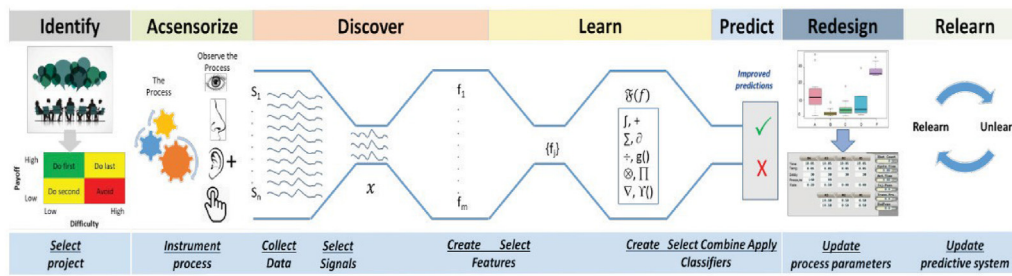 Identify
Acsensorize
Discover
Learn
Predict
Redesign
Relearn
Payoff
High
Low
Do first
Do last
Do second
Avoid
Low
High
Difficulty
The
Process
Observe the
Process
+
S1
Sn
x
f1
fm
{fj}
𝔉(f)
∫, +
∑, ∂
÷, g()
⊗, ∏
∇, ϒ()
Improved
predictions
✓
X
A B C D F
Relearn
Unlearn
Select
project
Instrument
process
Collect
Data
Select
Signals
Create Select
Features
Create Select Combine Apply
Classifiers
Update
process parameters
Update
predictive system